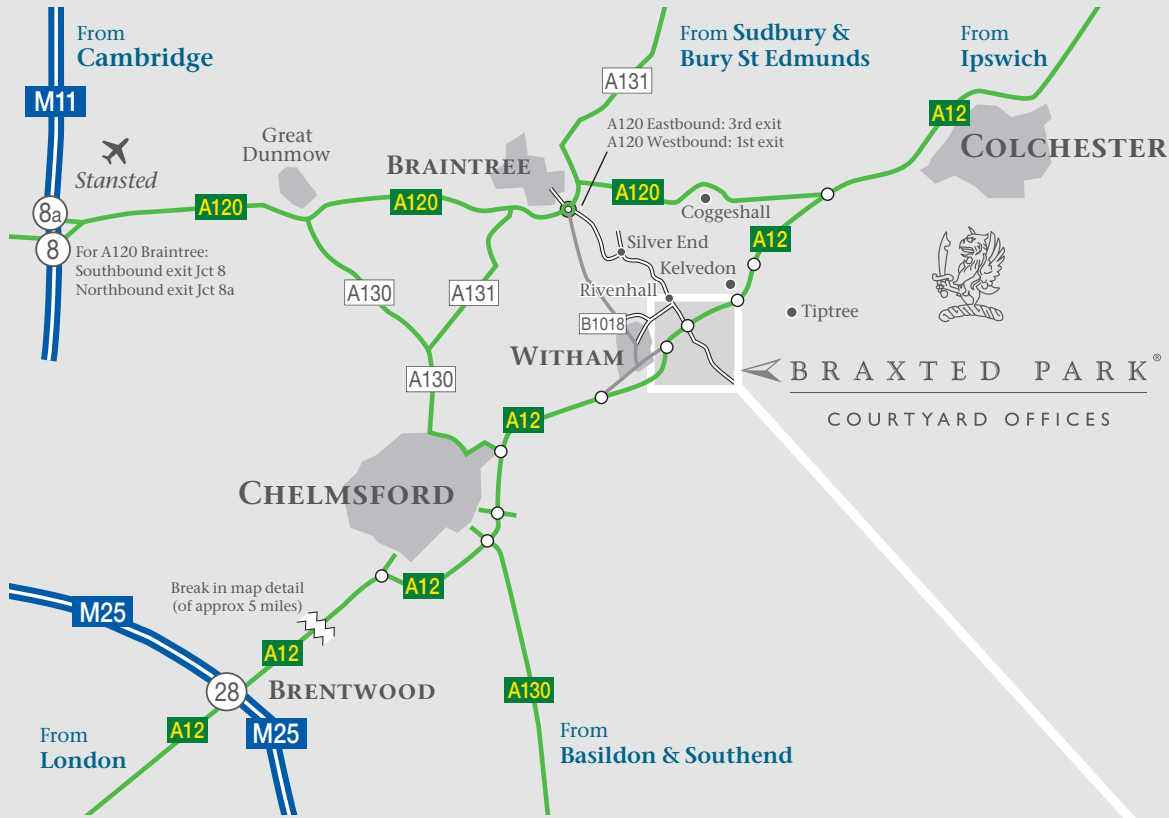 From
Cambridge
From Sudbury &
Bury St Edmunds
From
Ipswich
A131
M11
A12
A120 Eastbound: 3rd exit
A120 Westbound: 1st exit
Great
Dunmow
COLCHESTER
BRAINTREE
Stansted
A120
A120
A120
Coggeshall
8a
8
For A120 Braintree:
Southbound exit Jct 8
Northbound exit Jct 8a
A12
Silver End
Kelvedon
A130
A131
Rivenhall
Tiptree
B1018
WITHAM
BRAXTED PARK®
COURTYARD OFFICES
A130
A12
CHELMSFORD
Break in map detail
(of approx 5 miles)
A12
M25
A12
28
BRENTWOOD
A130
A12
M25
From
London
From
Basildon & Southend